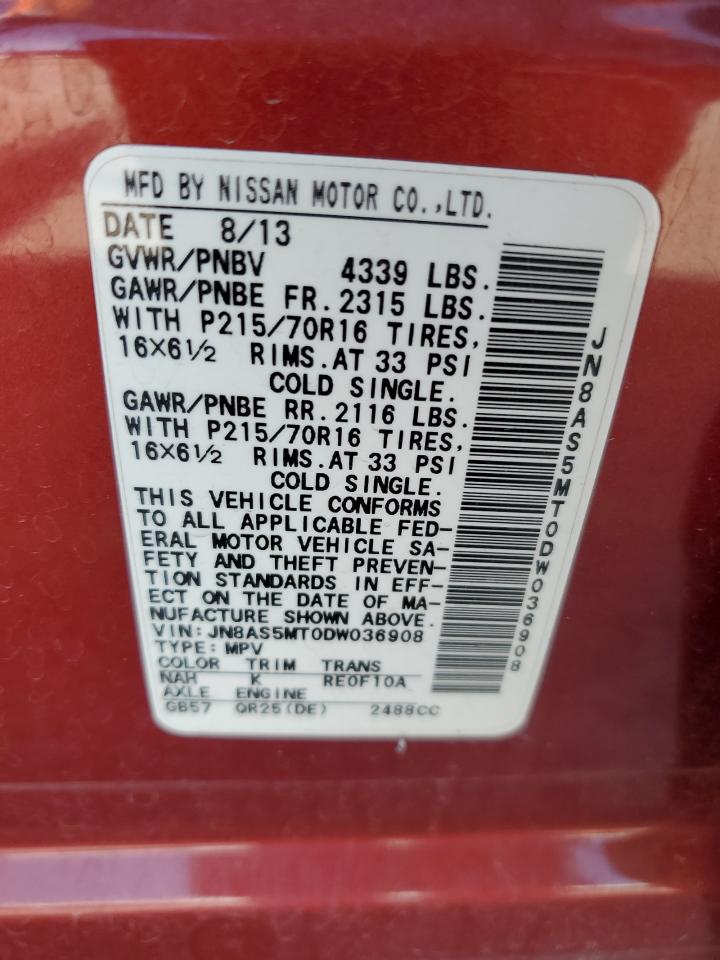 MFD BY NISSAN MOTOR CO.,LTD.
DATE 8/13
GVWR/PNBV 4339 LBS.
GAWR/PNBE FR.2315 LBS.
WITH P215/70R16 TIRES,
16X6½ RIMS.AT 33 PSI
COLD SINGLE.
GAWR/PNBE RR.2116 LBS.
WITH P215/70R16 TIRES,
16X6½ RIMS.AT 33 PSI
COLD SINGLE.
THIS VEHICLE CONFORMS
TO ALL APPLICABLE FED-
ERAL MOTOR VEHICLE SA-
FETY AND THEFT PREVEN-
TION STANDARDS IN EFF-
ECT ON THE DATE OF MA-
NUFACTURE SHOWN ABOVE.
VIN:JN8AS5MT0DW036908
TYPE:MPV
COLOR TRIM TRANS
NAH K RE0F10A
AXLE ENGINE
GB57 QR25(DE) 2488CC
JN8AS5MT0DW036908